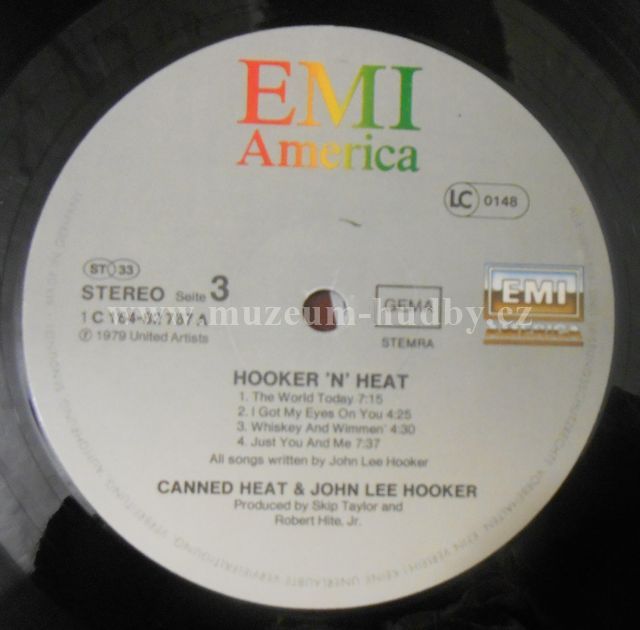 EMI
America
LC 0148
ST 33
STEREO Seite 3
1 C 164-
℗ 1979 United Artists
GEMA
STEMRA
EMI
AMERICA
www.muzeum-hudby.cz
HOOKER 'N' HEAT
1. The World Today 7:15
2. I Got My Eyes On You 4:25
3. Whiskey And Wimmen' 4:30
4. Just You And Me 7:37
All songs written by John Lee Hooker
CANNED HEAT & JOHN LEE HOOKER
Produced by Skip Taylor and
Robert Hite, Jr.